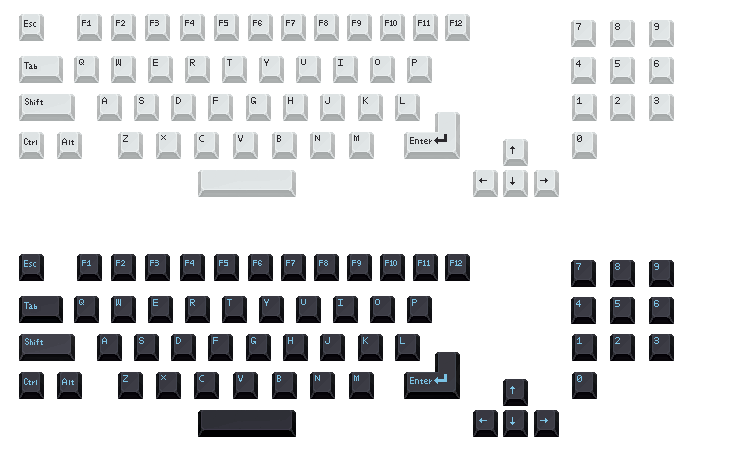 Esc F1 F2 F3 F4 F5 F6 F7 F8 F9 F10 F11 F12 7 8 9
Tab Q W E R T Y U I O P 4 5 6
Shift A S D F G H J K L 1 2 3
Ctrl Alt Z X C V B N M Enter ↵ 0
↑
← ↓ →
Esc F1 F2 F3 F4 F5 F6 F7 F8 F9 F10 F11 F12 7 8 9
Tab Q W E R T Y U I O P 4 5 6
Shift A S D F G H J K L 1 2 3
Ctrl Alt Z X C V B N M Enter ↵ 0
↑
← ↓ →